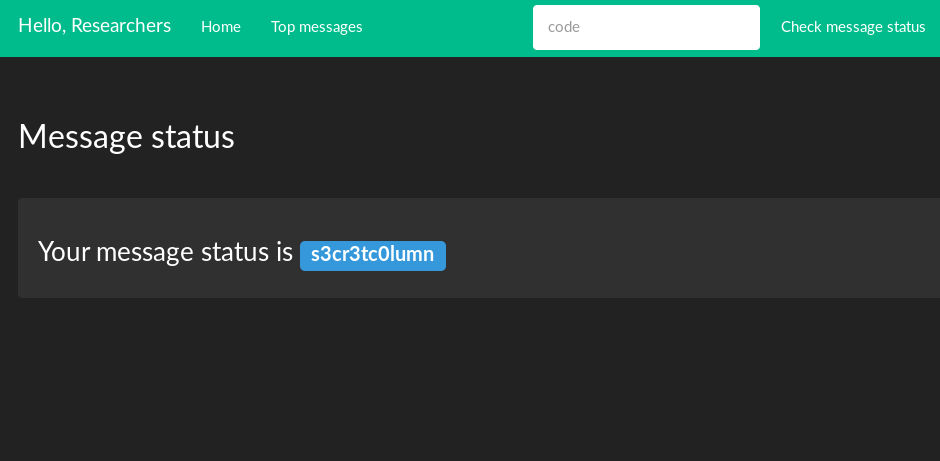 Hello, Researchers Home Top messages code Check message status
Message status
Your message status is s3cr3tc0lumn